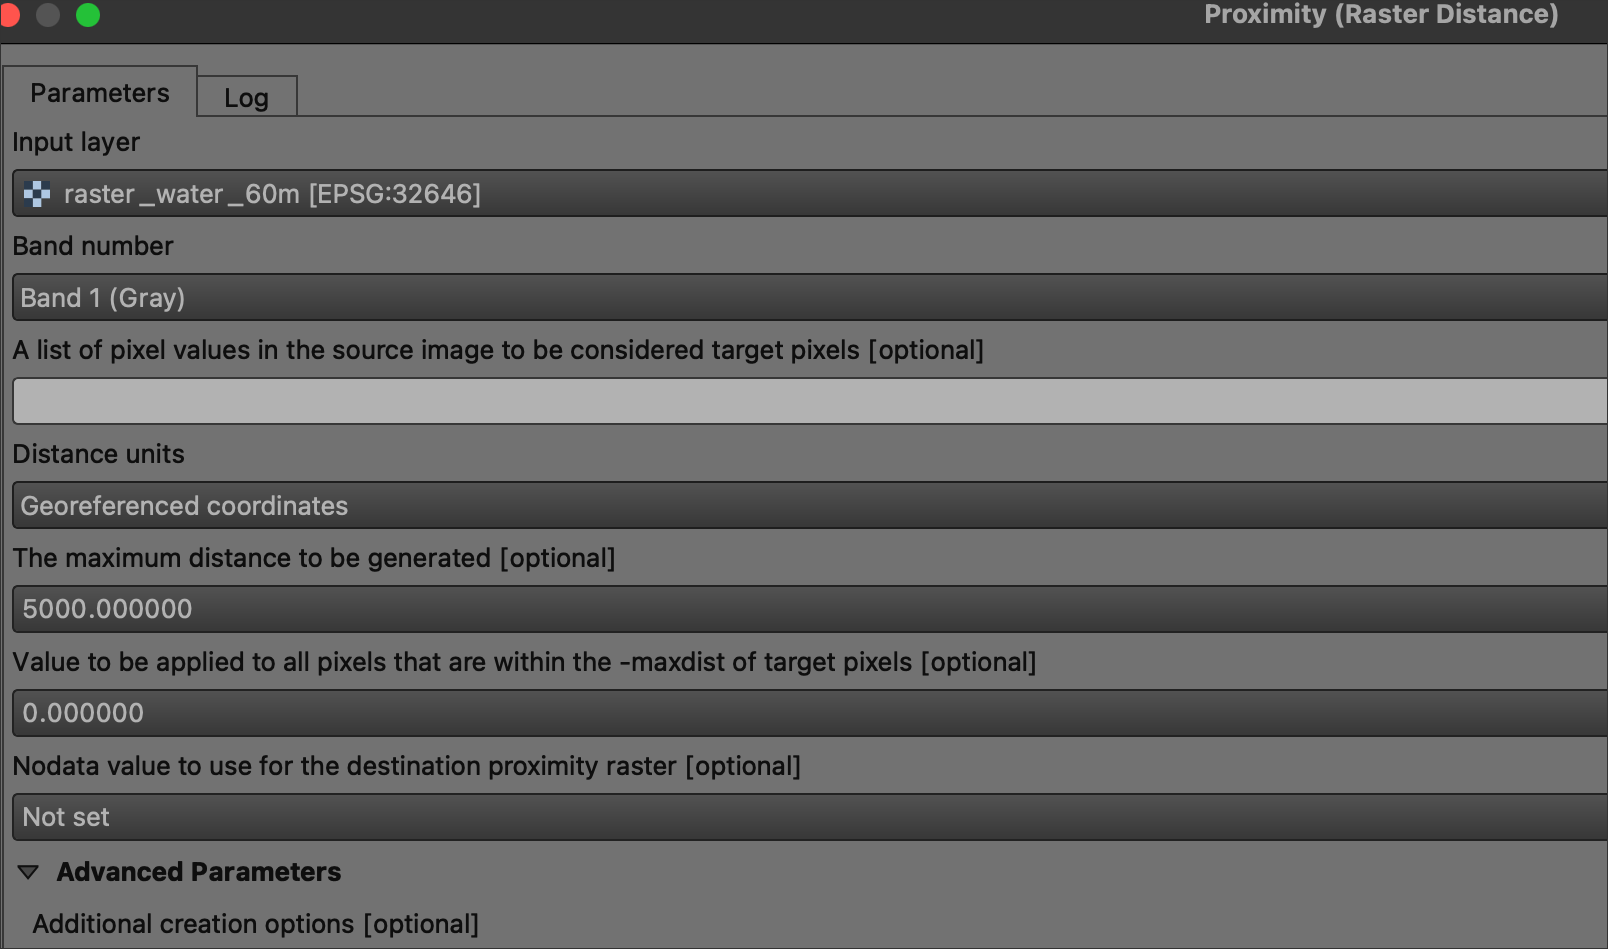 Proximity (Raster Distance)
Parameters
Log
Input layer
raster_water_60m [EPSG:32646]
Band number
Band 1 (Gray)
A list of pixel values in the source image to be considered target pixels [optional]
Distance units
Georeferenced coordinates
The maximum distance to be generated [optional]
5000.000000
Value to be applied to all pixels that are within the -maxdist of target pixels [optional]
0.000000
Nodata value to use for the destination proximity raster [optional]
Not set
Advanced Parameters
Additional creation options [optional]